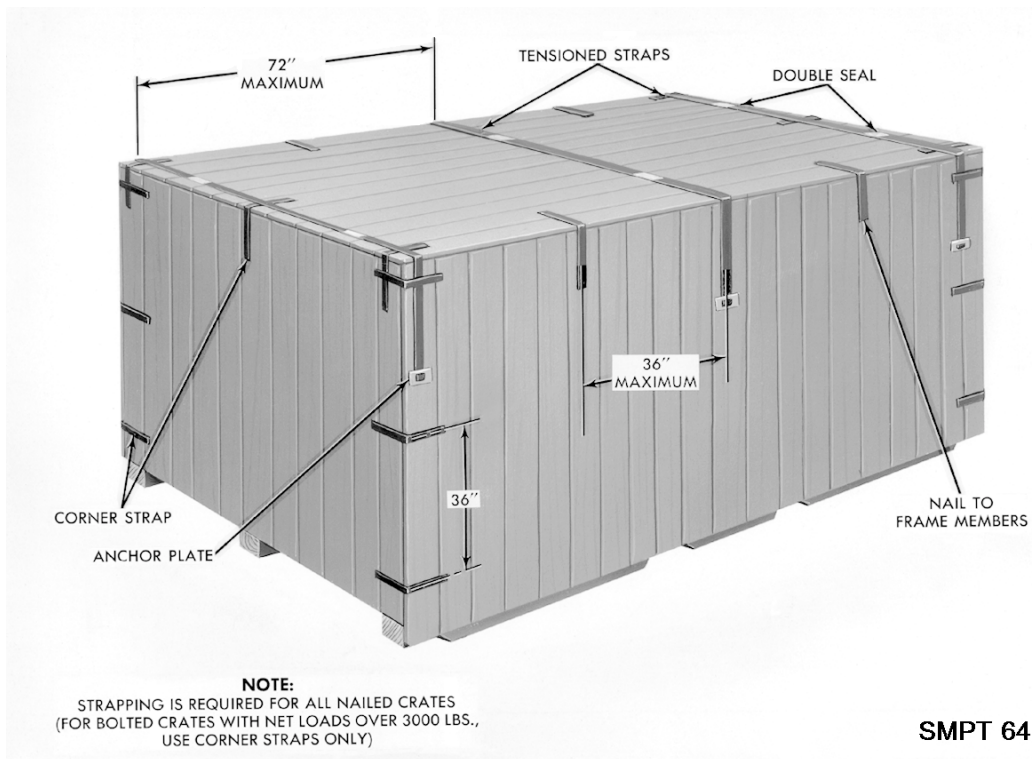 72"
MAXIMUM
TENSIONED STRAPS
DOUBLE SEAL
36"
MAXIMUM
36"
CORNER STRAP
ANCHOR PLATE
NAIL TO
FRAME MEMBERS
NOTE:
STRAPPING IS REQUIRED FOR ALL NAILED CRATES
(FOR BOLTED CRATES WITH NET LOADS OVER 3000 LBS.,
USE CORNER STRAPS ONLY)
SMPT 64